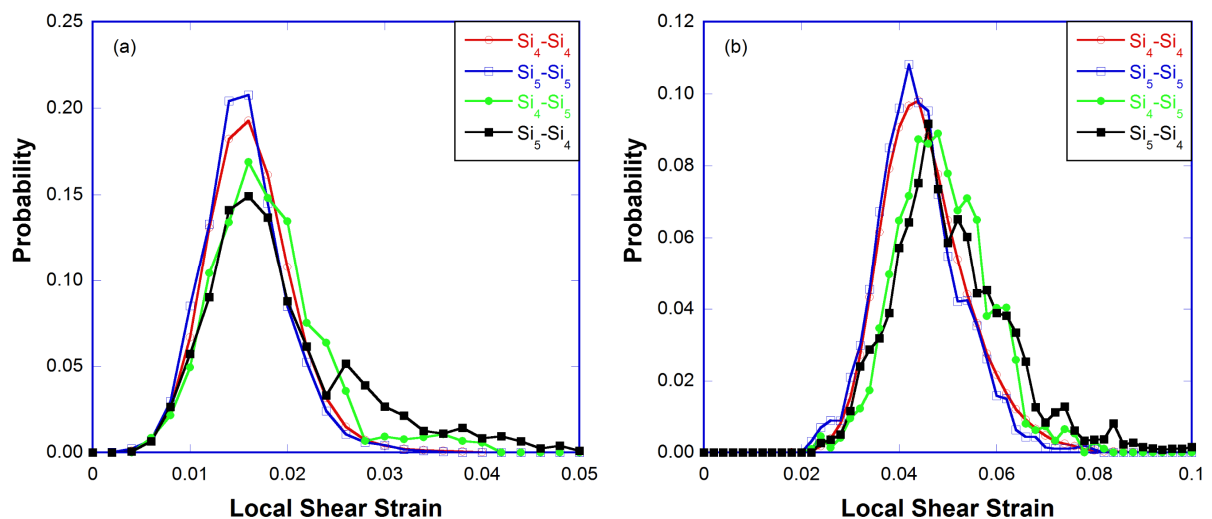 (a)
Si4-Si4
Si5-Si5
Si4-Si5
Si5-Si4
0.25
0.20
0.15
0.10
0.05
0.00
Probability
0
0.01
0.02
0.03
0.04
0.05
Local Shear Strain
(b)
Si4-Si4
Si5-Si5
Si4-Si5
Si5-Si4
0.12
0.10
0.08
0.06
0.04
0.02
0.00
Probability
0
0.02
0.04
0.06
0.08
0.1
Local Shear Strain